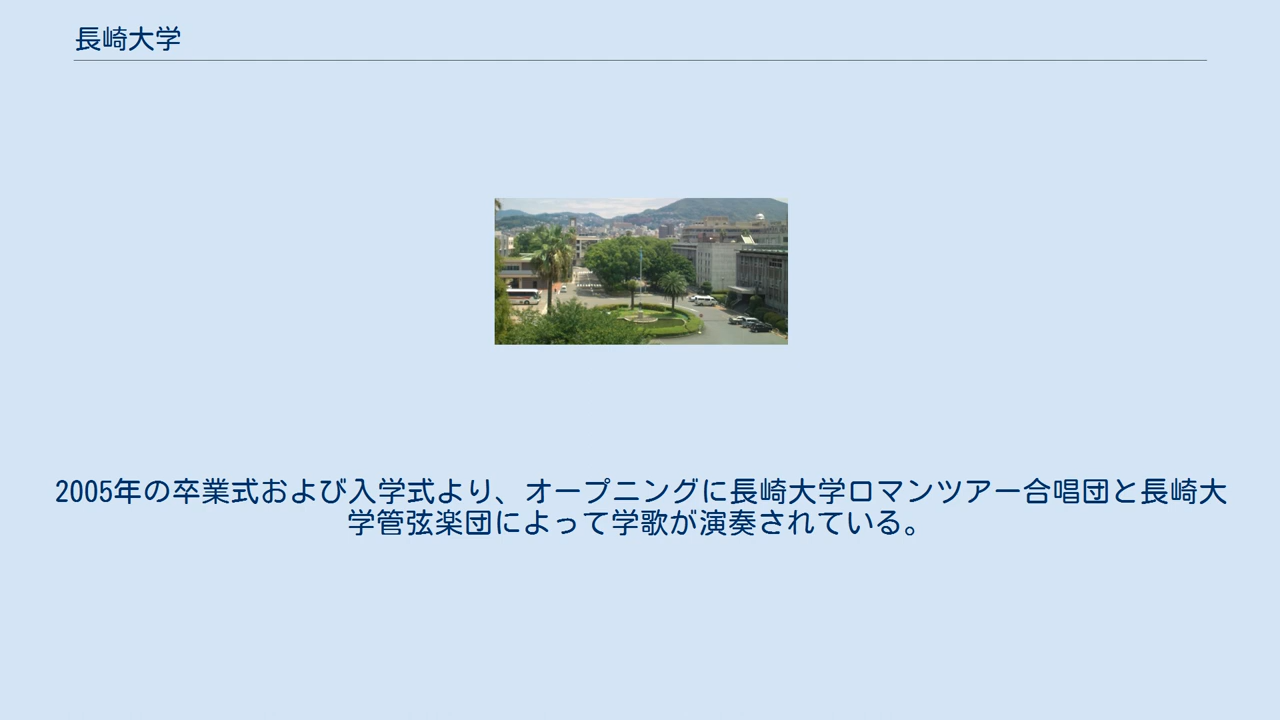 長崎大学
2005年の卒業式および入学式より、オープニングに長崎大学ロマンツアー合唱団と長崎大
学管弦楽団によって学歌が演奏されている。